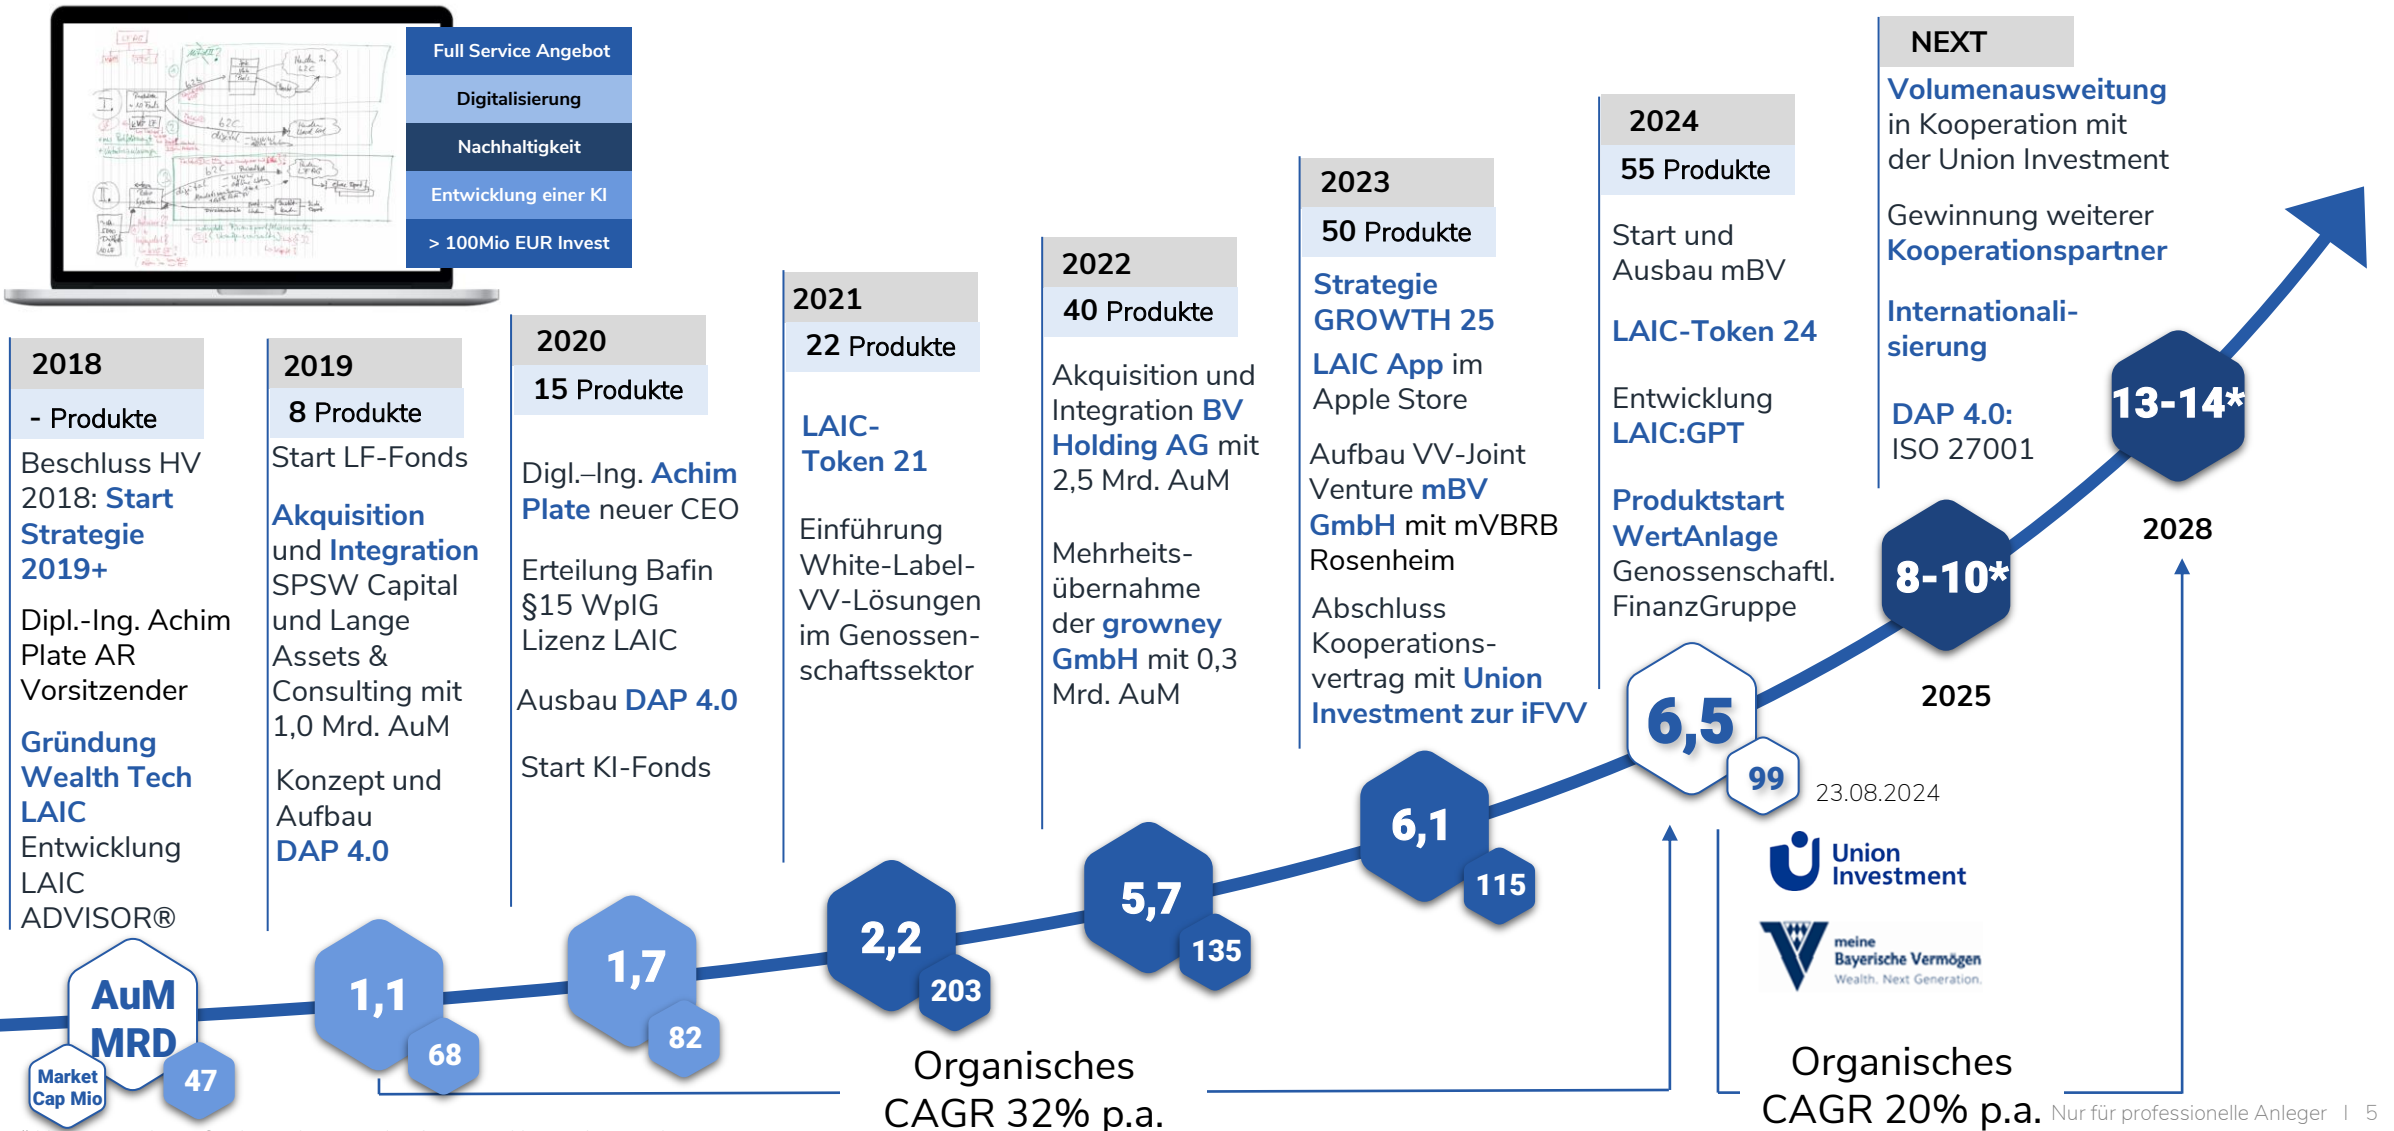 Full Service Angebot
Digitalisierung
Nachhaltigkeit
Entwicklung einer KI
> 100Mio EUR Invest
2018
- Produkte
Beschluss HV
2018: Start
Strategie
2019+
Dipl.-Ing. Achim
Plate AR
Vorsitzender
Gründung
Wealth Tech
LAIC
Entwicklung
LAIC
ADVISOR®
2019
8 Produkte
Start LF-Fonds
Akquisition
und Integration
SPSW Capital
und Lange
Assets &
Consulting mit
1,0 Mrd. AuM
Konzept und
Aufbau
DAP 4.0
2020
15 Produkte
Digl.–Ing. Achim
Plate neuer CEO
Erteilung Bafin
§15 WpIG
Lizenz LAIC
Ausbau DAP 4.0
Start KI-Fonds
2021
22 Produkte
LAIC-
Token 21
Einführung
White-Label-
VV-Lösungen
im Genossen-
schaftssektor
2022
40 Produkte
Akquisition und
Integration BV
Holding AG mit
2,5 Mrd. AuM
Mehrheits-
übernahme
der growney
GmbH mit 0,3
Mrd. AuM
2023
50 Produkte
Strategie
GROWTH 25
LAIC App im
Apple Store
Aufbau VV-Joint
Venture mBV
GmbH mit mVBRB
Rosenheim
Abschluss
Kooperations-
vertrag mit Union
Investment zur iFVV
2024
55 Produkte
Start und
Ausbau mBV
LAIC-Token 24
Entwicklung
LAIC:GPT
Produktstart
WertAnlage
Genossenschaftl.
FinanzGruppe
NEXT
Volumenausweitung
in Kooperation mit
der Union Investment
Gewinnung weiterer
Kooperationspartner
Internationali-
sierung
DAP 4.0:
ISO 27001
AuM
MRD
Market
Cap Mio
47
1,1
68
1,7
82
2,2
203
5,7
135
6,1
115
6,5
99
23.08.2024
8-10*
2025
13-14*
2028
Union
Investment
meine
Bayerische Vermögen
Wealth. Next Generation.
Organisches
CAGR 32% p.a.
Organisches
CAGR 20% p.a.
Nur für professionelle Anleger | 5